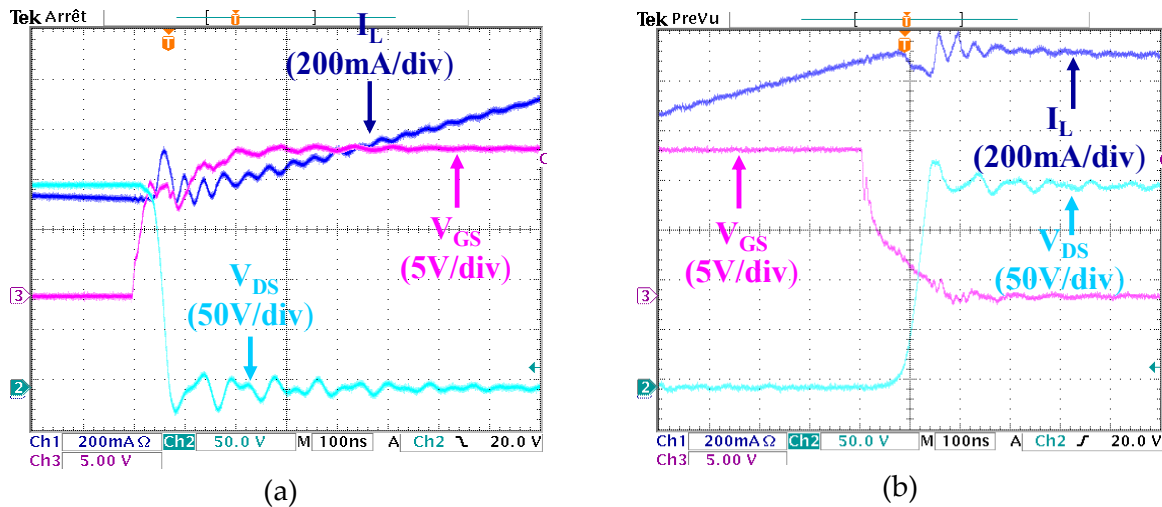 Tek Arrêt
T
T
I_L
(200mA/div)
V_GS
(5V/div)
V_DS
(50V/div)
3
2
Ch1 200mAΩ Ch2 50.0 V M 100ns A Ch2 20.0 V
Ch3 5.00 V
(a)
Tek PreVu
T
T
I_L
(200mA/div)
V_GS
(5V/div)
V_DS
(50V/div)
3
2
Ch1 200mAΩ Ch2 50.0 V M 100ns A Ch2 20.0 V
Ch3 5.00 V
(b)